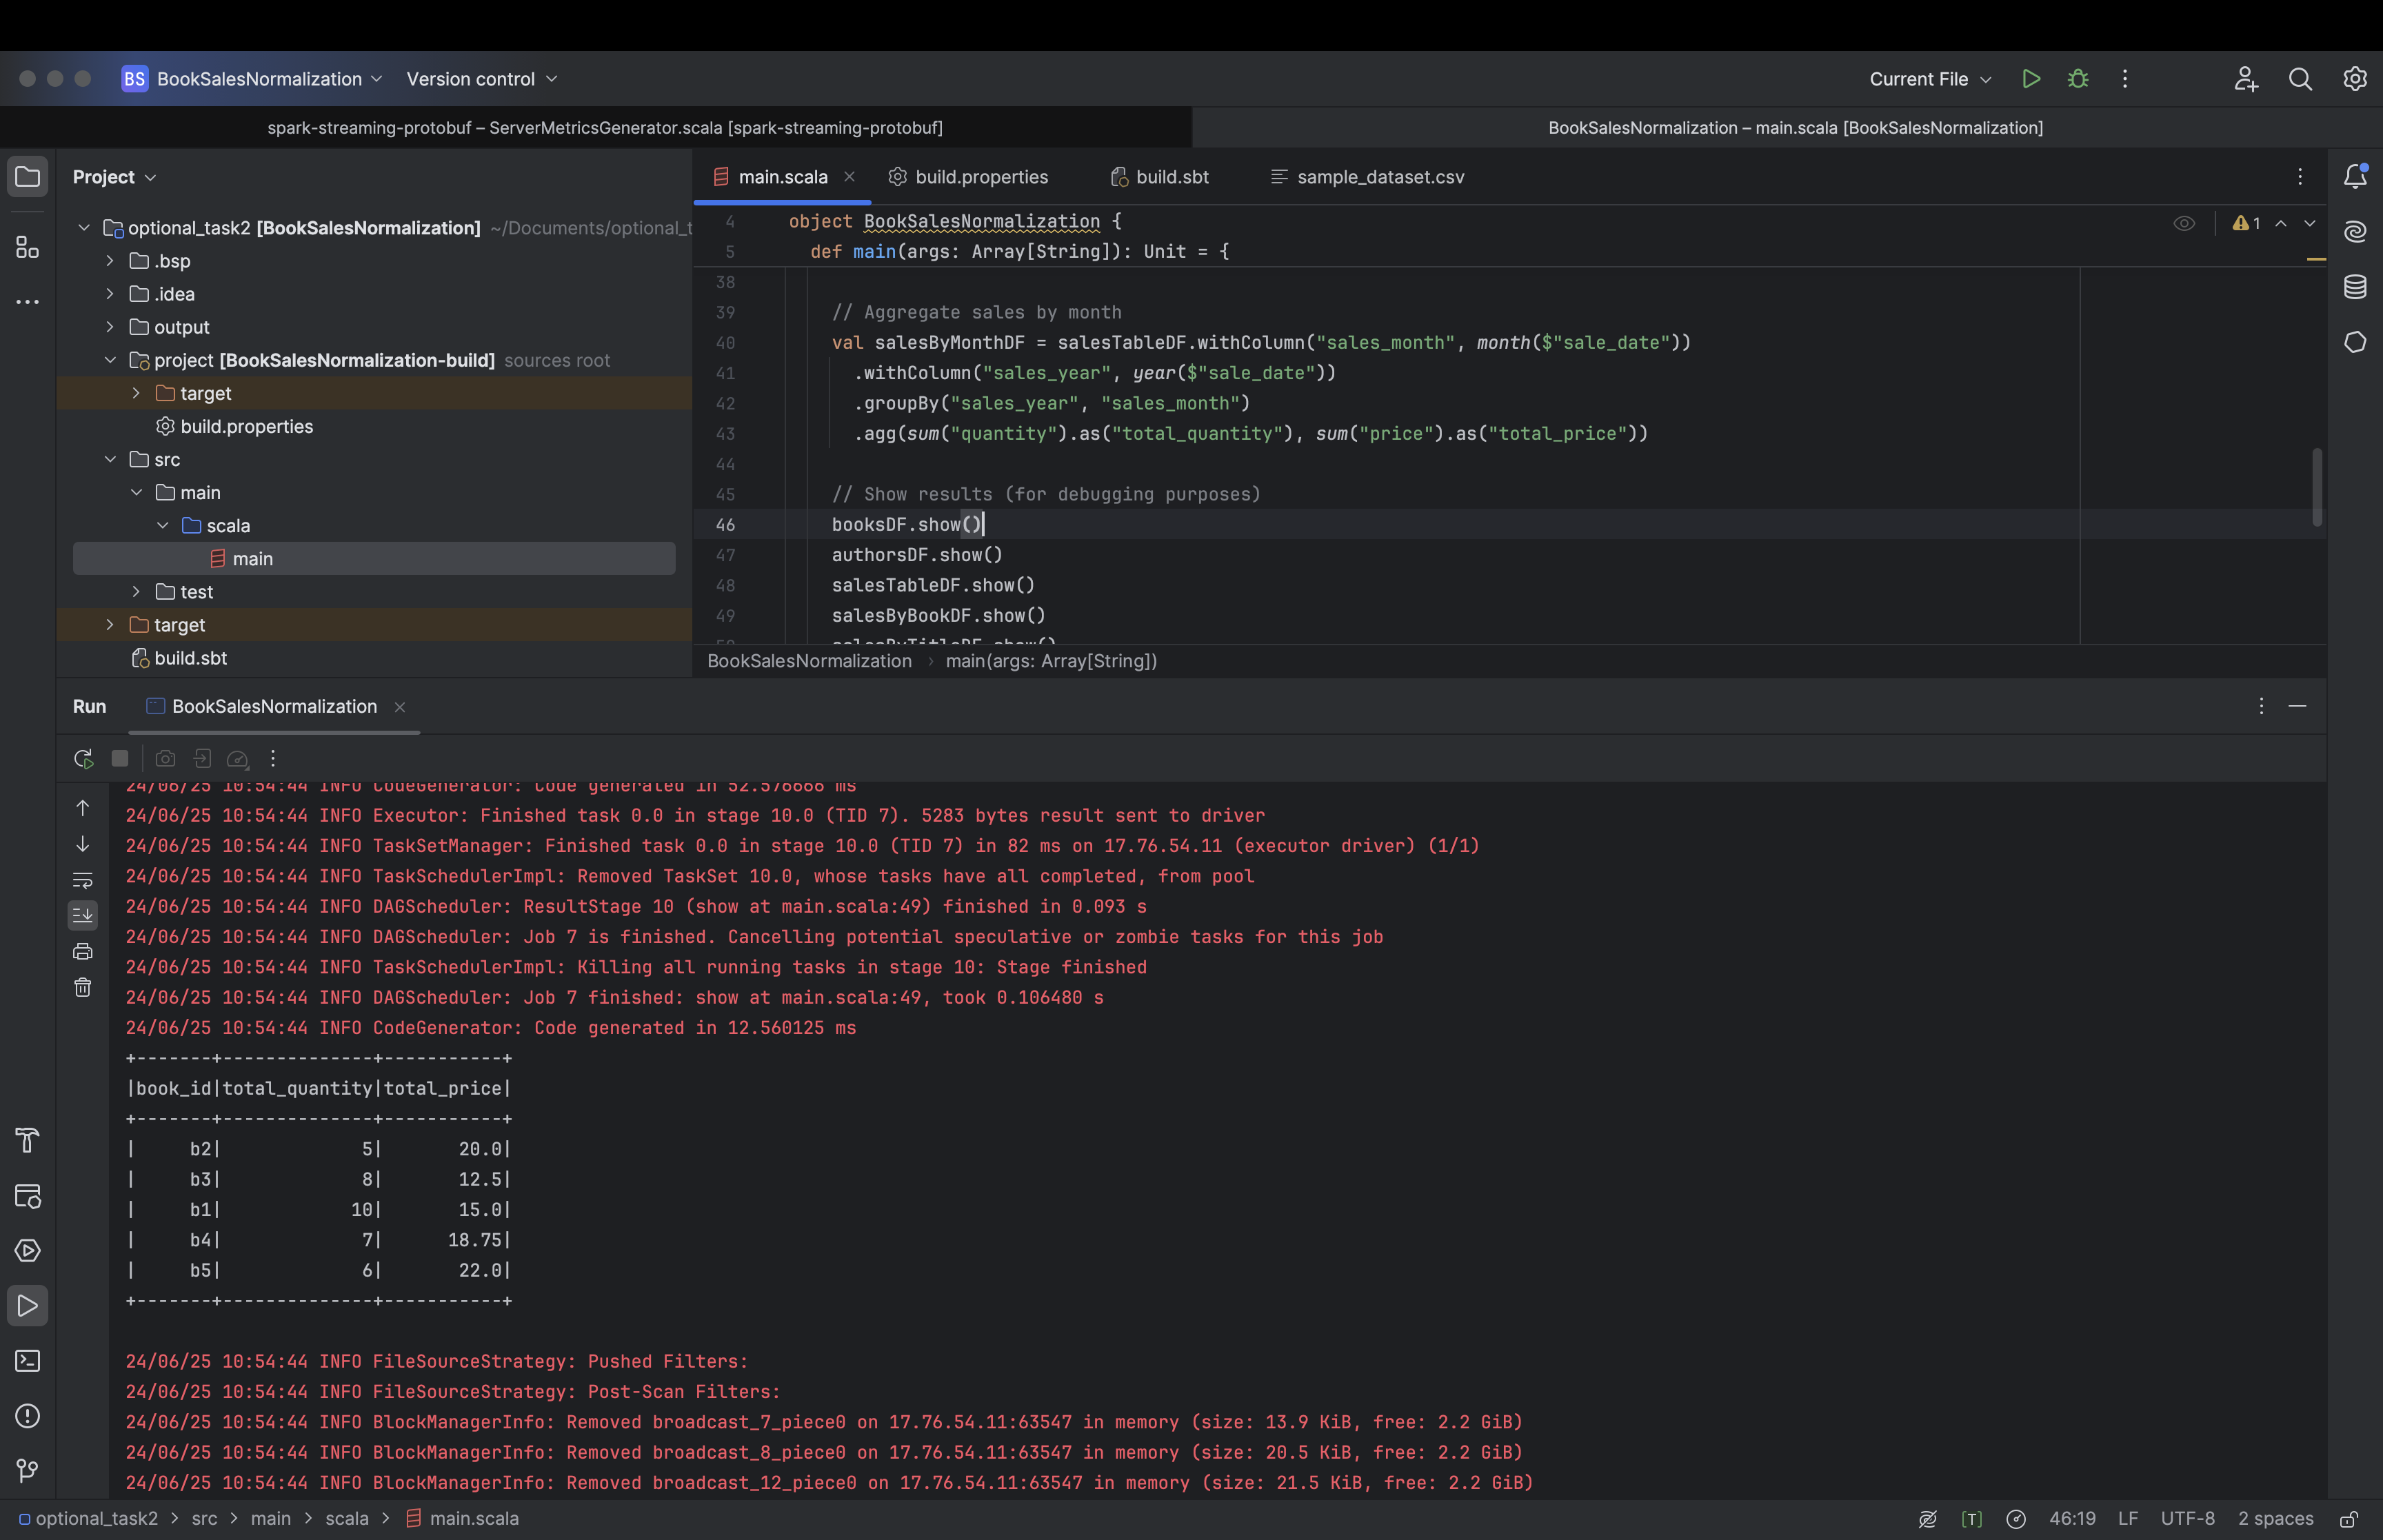 BS BookSalesNormalization Version control Current File
spark-streaming-protobuf – ServerMetricsGenerator.scala [spark-streaming-protobuf] BookSalesNormalization – main.scala [BookSalesNormalization]
Project
optional_task2 [BookSalesNormalization] ~/Documents/optional_t
.bsp
.idea
output
project [BookSalesNormalization-build] sources root
target
build.properties
src
main
scala
main
test
target
build.sbt
main.scala build.properties build.sbt sample_dataset.csv
1
4 object BookSalesNormalization {
5 def main(args: Array[String]): Unit = {
38
39 // Aggregate sales by month
40 val salesByMonthDF = salesTableDF.withColumn("sales_month", month($"sale_date"))
41 .withColumn("sales_year", year($"sale_date"))
42 .groupBy("sales_year", "sales_month")
43 .agg(sum("quantity").as("total_quantity"), sum("price").as("total_price"))
44
45 // Show results (for debugging purposes)
46 booksDF.show()
47 authorsDF.show()
48 salesTableDF.show()
49 salesByBookDF.show()
50 salesByTitleDF.show()
BookSalesNormalization › main(args: Array[String])
Run BookSalesNormalization
24/06/25 10:54:44 INFO CodeGenerator: Code generated in 52.576666 ms
24/06/25 10:54:44 INFO Executor: Finished task 0.0 in stage 10.0 (TID 7). 5283 bytes result sent to driver
24/06/25 10:54:44 INFO TaskSetManager: Finished task 0.0 in stage 10.0 (TID 7) in 82 ms on 17.76.54.11 (executor driver) (1/1)
24/06/25 10:54:44 INFO TaskSchedulerImpl: Removed TaskSet 10.0, whose tasks have all completed, from pool
24/06/25 10:54:44 INFO DAGScheduler: ResultStage 10 (show at main.scala:49) finished in 0.093 s
24/06/25 10:54:44 INFO DAGScheduler: Job 7 is finished. Cancelling potential speculative or zombie tasks for this job
24/06/25 10:54:44 INFO TaskSchedulerImpl: Killing all running tasks in stage 10: Stage finished
24/06/25 10:54:44 INFO DAGScheduler: Job 7 finished: show at main.scala:49, took 0.106480 s
24/06/25 10:54:44 INFO CodeGenerator: Code generated in 12.560125 ms
+-------+--------------+-----------+
|book_id|total_quantity|total_price|
+-------+--------------+-----------+
|     b2|             5|       20.0|
|     b3|             8|       12.5|
|     b1|            10|       15.0|
|     b4|             7|      18.75|
|     b5|             6|       22.0|
+-------+--------------+-----------+
24/06/25 10:54:44 INFO FileSourceStrategy: Pushed Filters:
24/06/25 10:54:44 INFO FileSourceStrategy: Post-Scan Filters:
24/06/25 10:54:44 INFO BlockManagerInfo: Removed broadcast_7_piece0 on 17.76.54.11:63547 in memory (size: 13.9 KiB, free: 2.2 GiB)
24/06/25 10:54:44 INFO BlockManagerInfo: Removed broadcast_8_piece0 on 17.76.54.11:63547 in memory (size: 20.5 KiB, free: 2.2 GiB)
24/06/25 10:54:44 INFO BlockManagerInfo: Removed broadcast_12_piece0 on 17.76.54.11:63547 in memory (size: 21.5 KiB, free: 2.2 GiB)
optional_task2 > src > main > scala > main.scala [T] 46:19 LF UTF-8 2 spaces